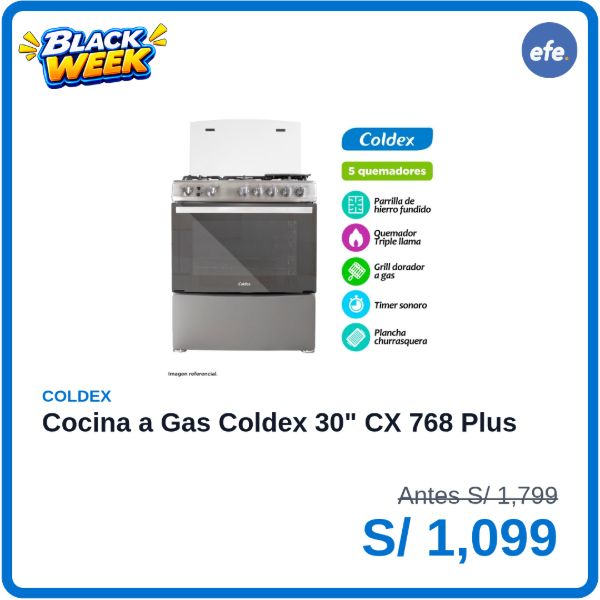 BLACK
WEEK
efe.
Coldex
5 quemadores
Parrilla de
hierro fundido
Quemador
Triple llama
Grill dorador
a gas
Timer sonoro
Plancha
churrasquera
Coldex
Imagen referencial.
COLDEX
Cocina a Gas Coldex 30" CX 768 Plus
Antes S/ 1,799
S/ 1,099